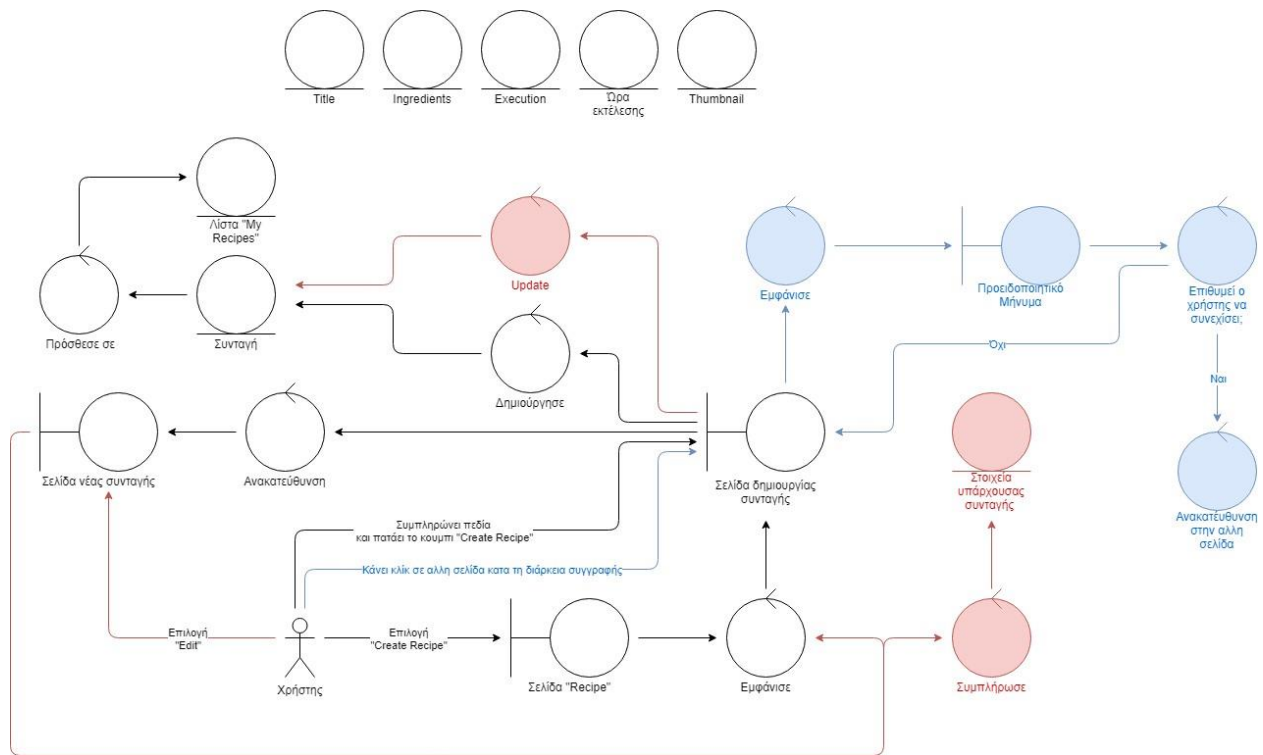 Title
Ingredients
Execution
Ώρα
εκτέλεσης
Thumbnail
Λίστα "My
Recipes"
Update
Εμφάνισε
Προειδοποιητικό
Μήνυμα
Επιθυμεί ο
χρήστης να
συνεχίσει;
Πρόσθεσε σε
Συνταγή
Όχι
Ναι
Δημιούργησε
Σελίδα νέας συνταγής
Ανακατεύθυνση
Σελίδα δημιουργίας
συνταγής
Στοιχεία
υπάρχουσας
συνταγής
Ανακατεύθυνση
στην αλλη
σελίδα
Συμπληρώνει πεδία
και πατάει το κουμπι "Create Recipe"
Κάνει κλίκ σε αλλη σελίδα κατα τη διάρκεια συγγραφής
Επιλογή
"Edit"
Επιλογή
"Create Recipe"
Χρήστης
Σελίδα "Recipe"
Εμφάνισε
Συμπλήρωσε